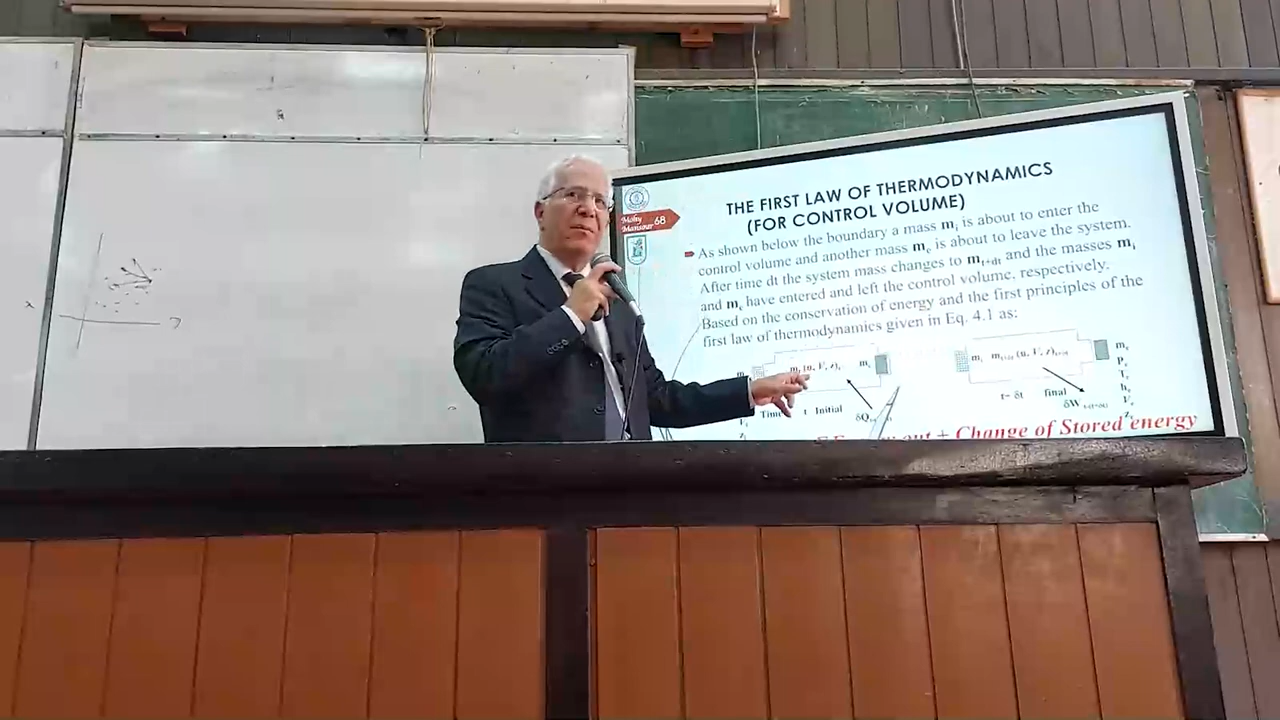 THE FIRST LAW OF THERMODYNAMICS
(FOR CONTROL VOLUME)
Mohy
Mansour 68
As shown below the boundary a mass mi is about to enter the
control volume and another mass me is about to leave the system.
After time dt the system mass changes to mt+dt and the masses mi
and me have entered and left the control volume, respectively.
Based on the conservation of energy and the first principles of the
first law of thermodynamics given in Eq. 4.1 as:
t Initial
t- δt final
out + Change of Stored energy